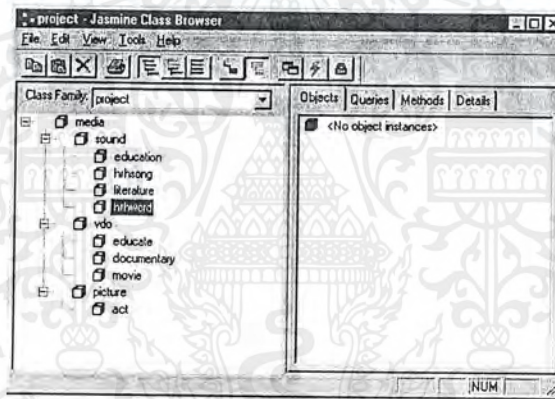 project - Jasmine Class Browser
File Edit View Tools Help
Class Family: project
Objects Queries Methods Details
media
sound
education
hrhsong
literature
hrhword
vdo
educate
documentary
movie
picture
act
<No object instances>
NUM